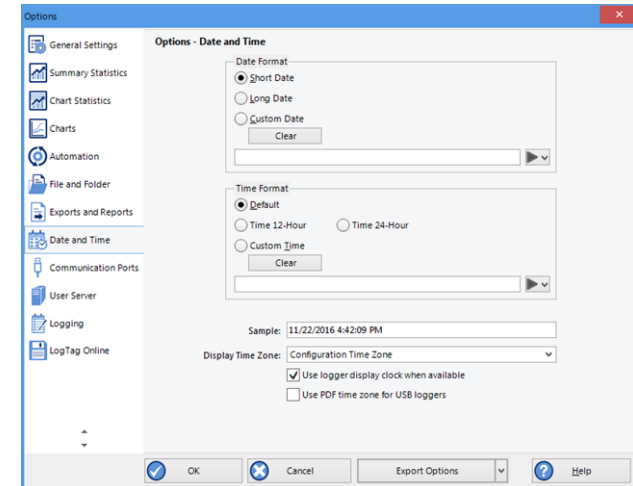 Options
General Settings
Summary Statistics
Chart Statistics
Charts
Automation
File and Folder
Exports and Reports
Date and Time
Communication Ports
User Server
Logging
LogTag Online
Options - Date and Time
Date Format
Short Date
Long Date
Custom Date
Clear
Time Format
Default
Time 12-Hour Time 24-Hour
Custom Time
Clear
Sample: 11/22/2016 4:42:09 PM
Display Time Zone: Configuration Time Zone
Use logger display clock when available
Use PDF time zone for USB loggers
OK Cancel Export Options Help